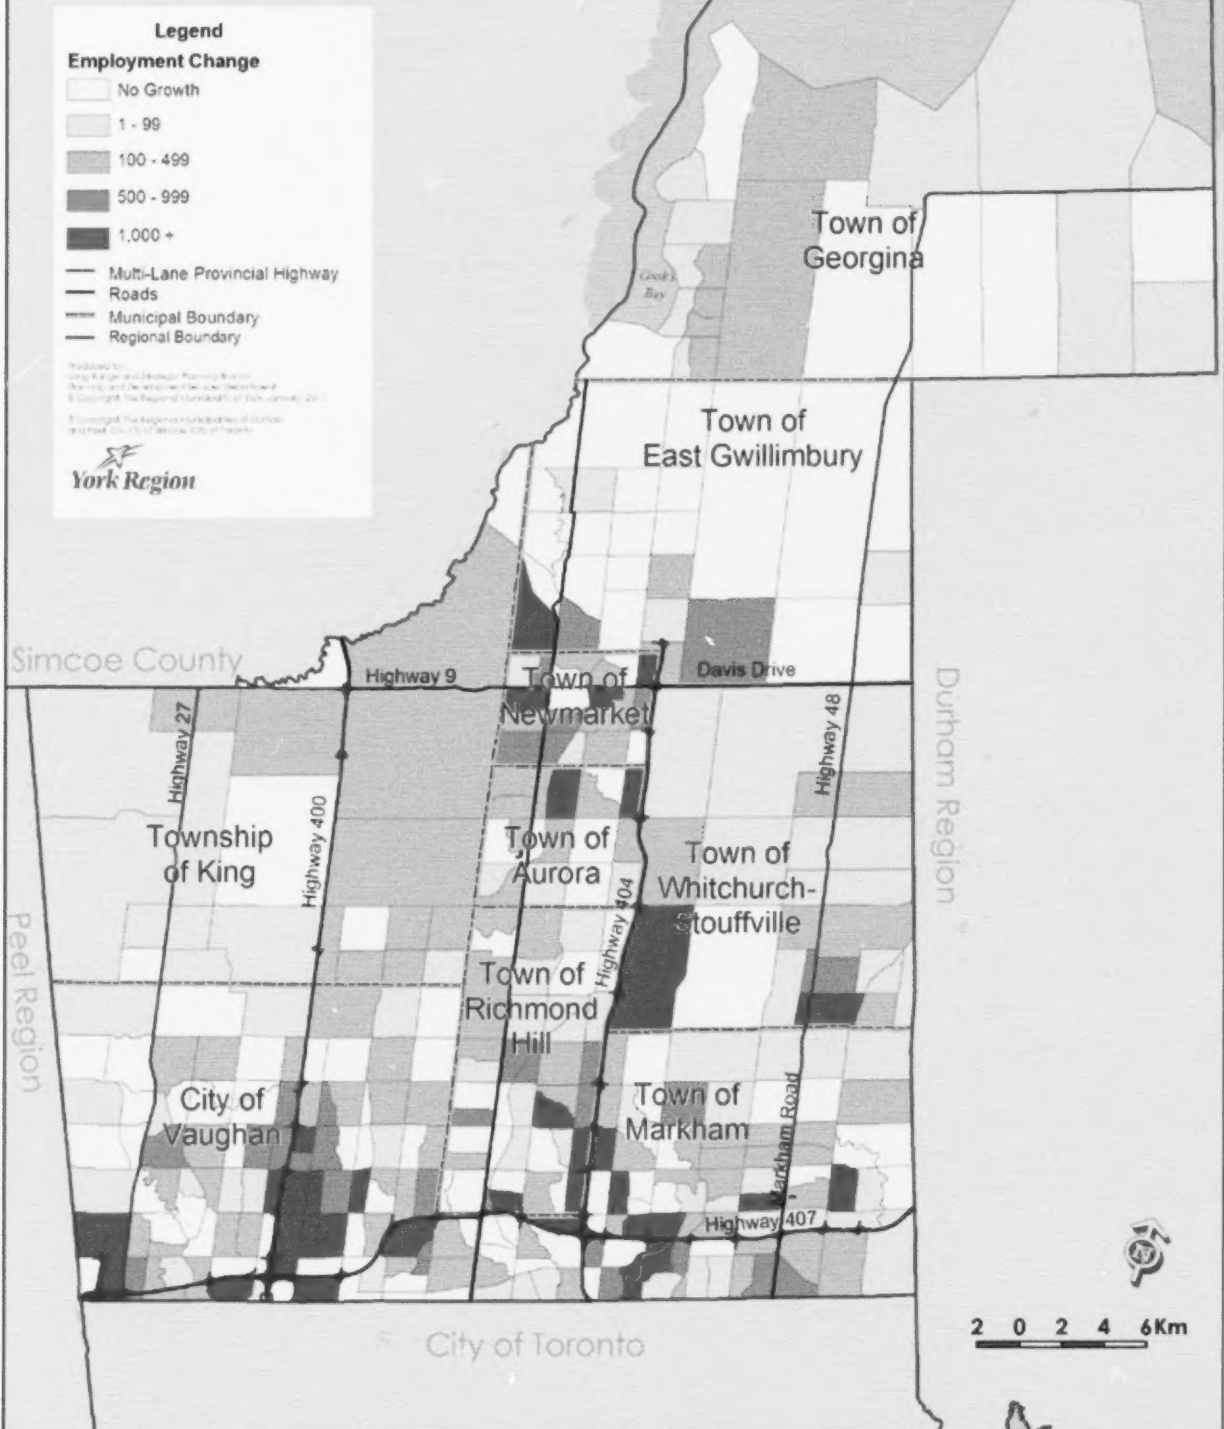 Legend
Employment Change
No Growth
1 - 99
100 - 499
500 - 999
1,000 +
Multi-Lane Provincial Highway
Roads
Municipal Boundary
Regional Boundary
York Region
Cook's
Bay
Town of
Georgina
Town of
East Gwillimbury
Simcoe County
Highway 9
Town of
Newmarket
Davis Drive
Highway 27
Highway 400
Highway 48
Township
of King
Town of
Aurora
Highway 404
Town of
Whitchurch-
Stouffville
Durham Region
Peel Region
Town of
Richmond
Hill
City of
Vaughan
Town of
Markham
Markham Road
Highway 407
N
City of Toronto
2 0 2 4 6 Km